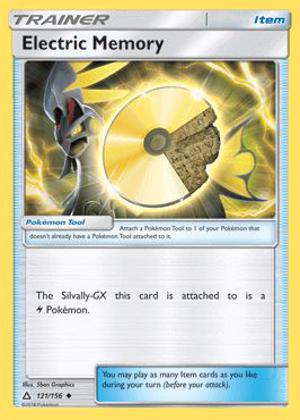 TRAINER Item
Electric Memory
Pokémon Tool
Attach a Pokémon Tool to 1 of your Pokémon that
doesn't already have a Pokémon Tool attached to it.
The Silvally-GX this card is attached to is a
Pokémon.
You may play as many Item cards as you like
during your turn (before your attack).
Illus. 5ban Graphics
121/156
©2018 Pokémon